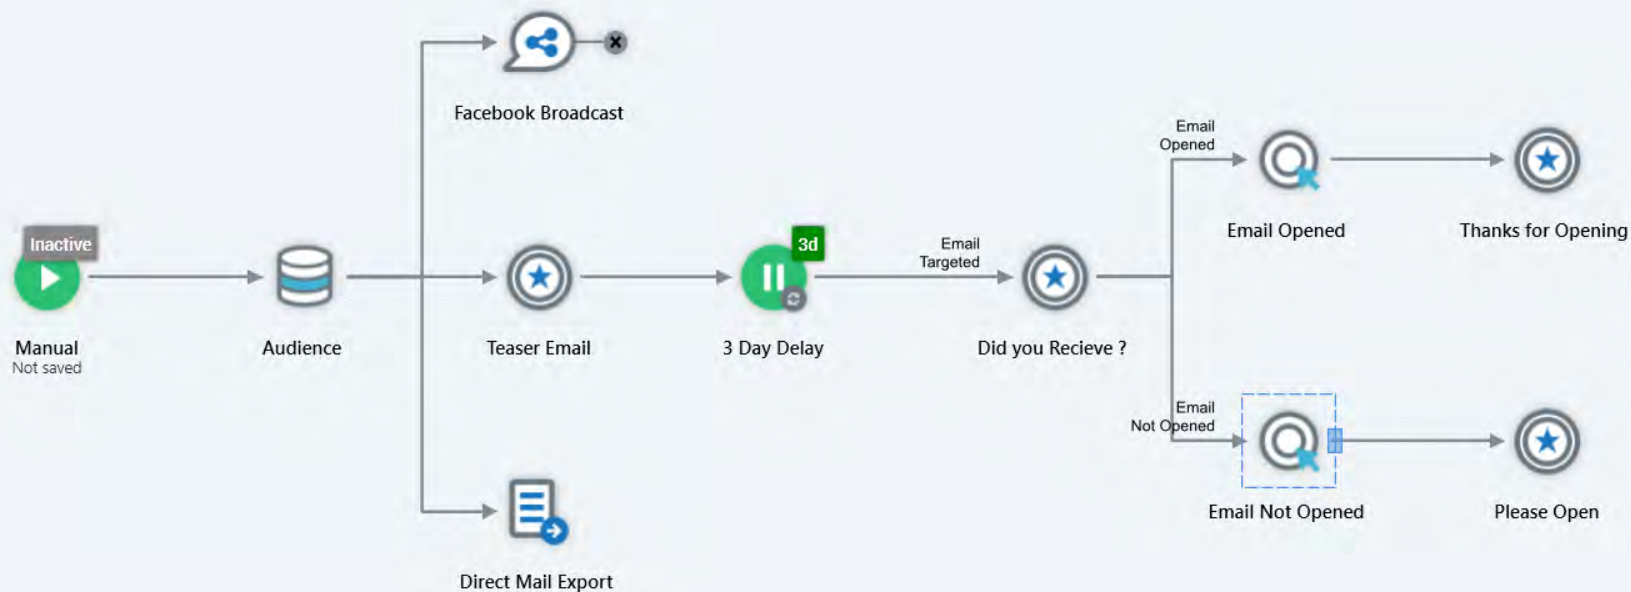 Facebook Broadcast
Email
Opened
Email Opened
Thanks for Opening
Inactive
Manual
Not saved
Audience
Teaser Email
3d
3 Day Delay
Email
Targeted
Did you Recieve ?
Email
Not Opened
Email Not Opened
Please Open
Direct Mail Export